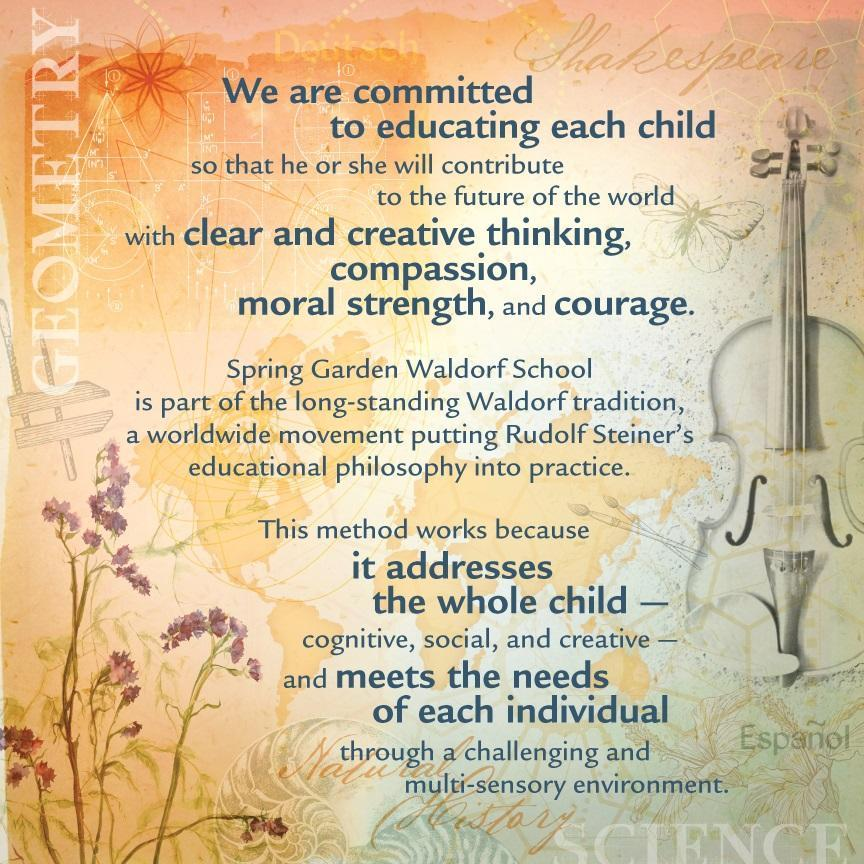 GEOMETRY
Deutsch
Shakespeare
We are committed
to educating each child
so that he or she will contribute
to the future of the world
with clear and creative thinking,
compassion,
moral strength, and courage.
Spring Garden Waldorf School
is part of the long-standing Waldorf tradition,
a worldwide movement putting Rudolf Steiner’s
educational philosophy into practice.
This method works because
it addresses
the whole child —
cognitive, social, and creative —
and meets the needs
of each individual
through a challenging and
multi-sensory environment.
Español
Natural
History
SCIENCE